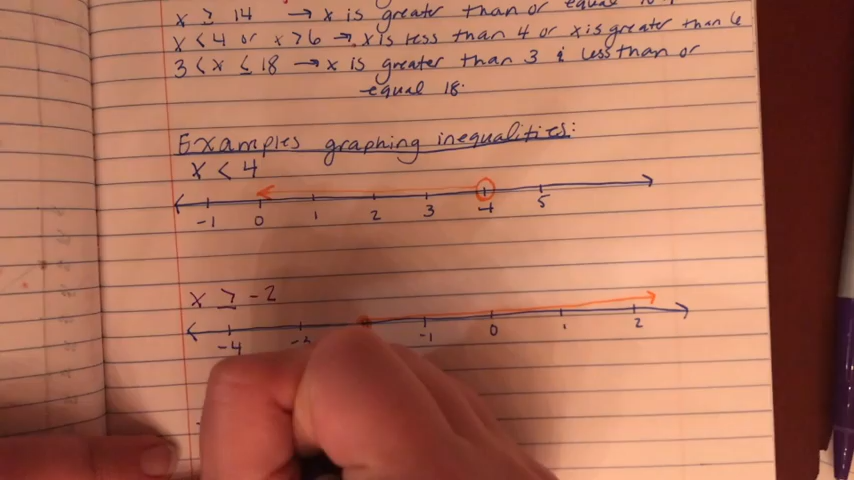 x ≥ 14 → x is greater than or equal
x < 4 or x > 6 → x is less than 4 or x is greater than 6
3 < x ≤ 18 → x is greater than 3 & less than or
equal 18.
Examples graphing inequalities:
x < 4
-1 0 1 2 3 4 5
x ≥ -2
-4 -1 0 1 2